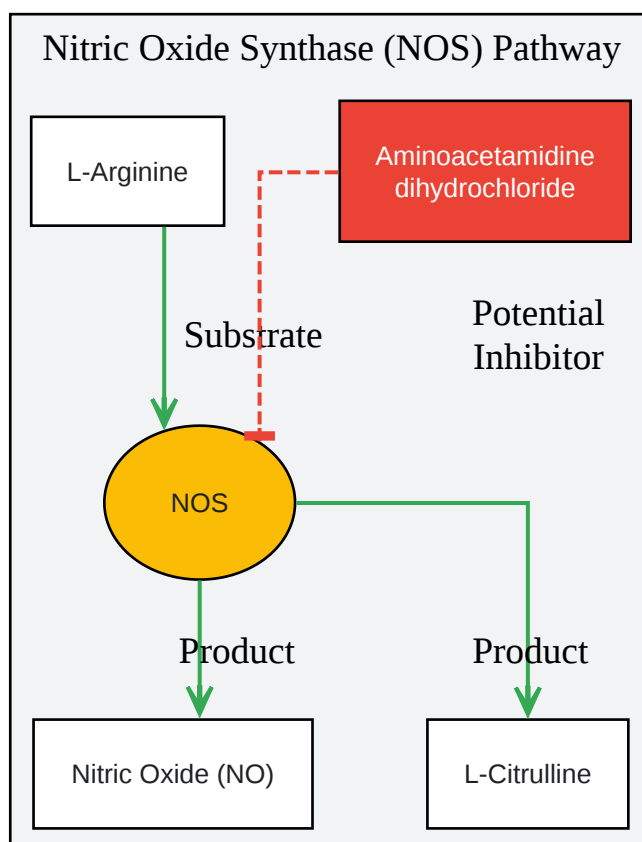 Nitric Oxide Synthase (NOS) Pathway
L-Arginine
Aminoacetamidine
dihydrochloride
Substrate
Potential
Inhibitor
NOS
Product
Product
Nitric Oxide (NO)
L-Citrulline